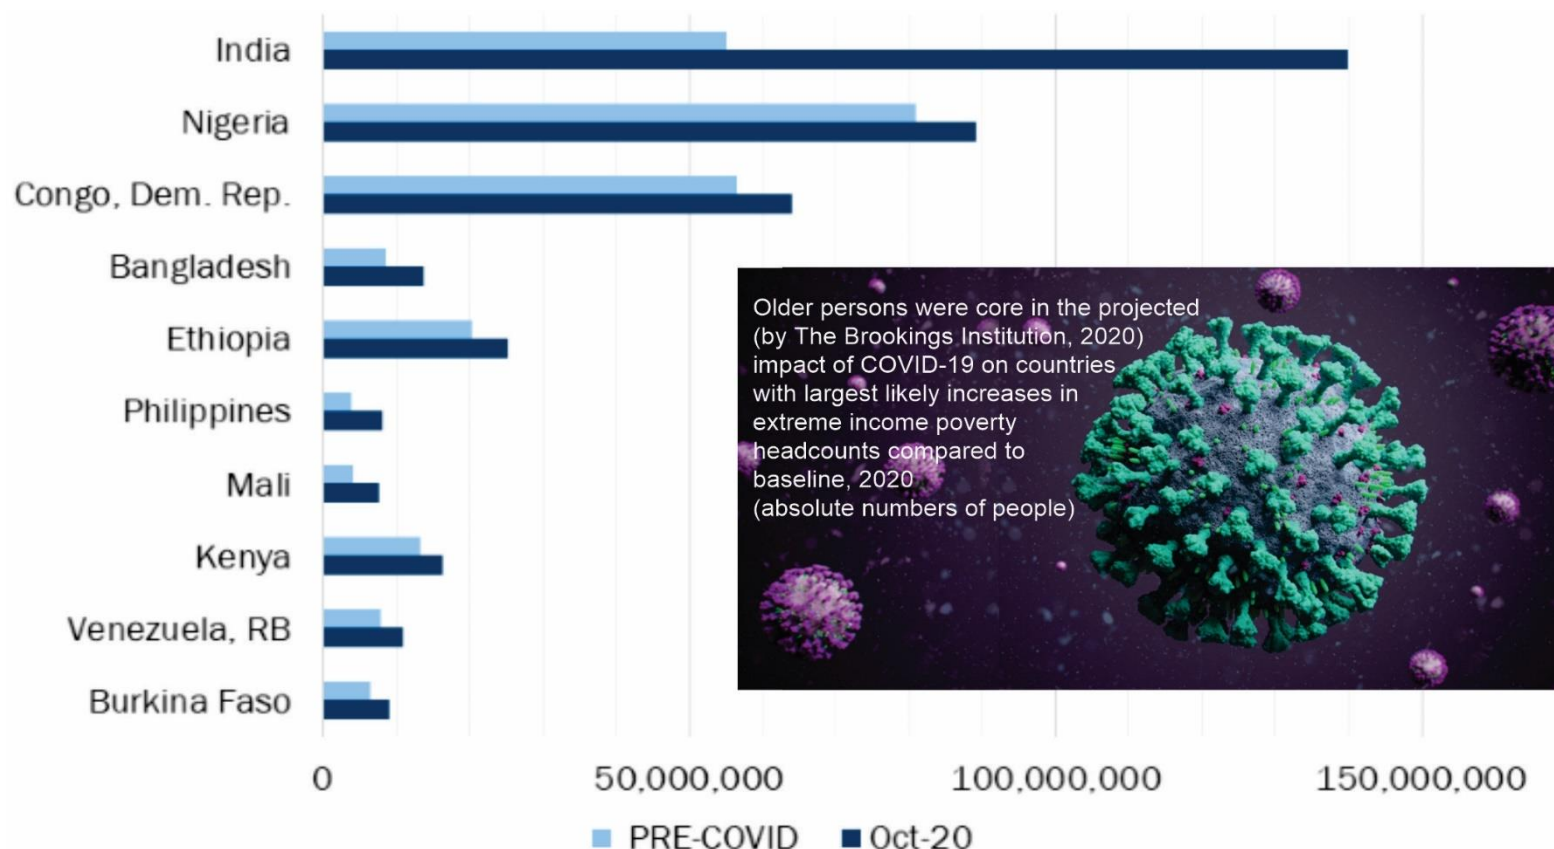 India
Nigeria
Congo, Dem. Rep.
Bangladesh
Ethiopia
Philippines
Mali
Kenya
Venezuela, RB
Burkina Faso
Older persons were core in the projected
(by The Brookings Institution, 2020)
impact of COVID-19 on countries
with largest likely increases in
extreme income poverty
headcounts compared to
baseline, 2020
(absolute numbers of people)
0 50,000,000 100,000,000 150,000,000
PRE-COVID Oct-20